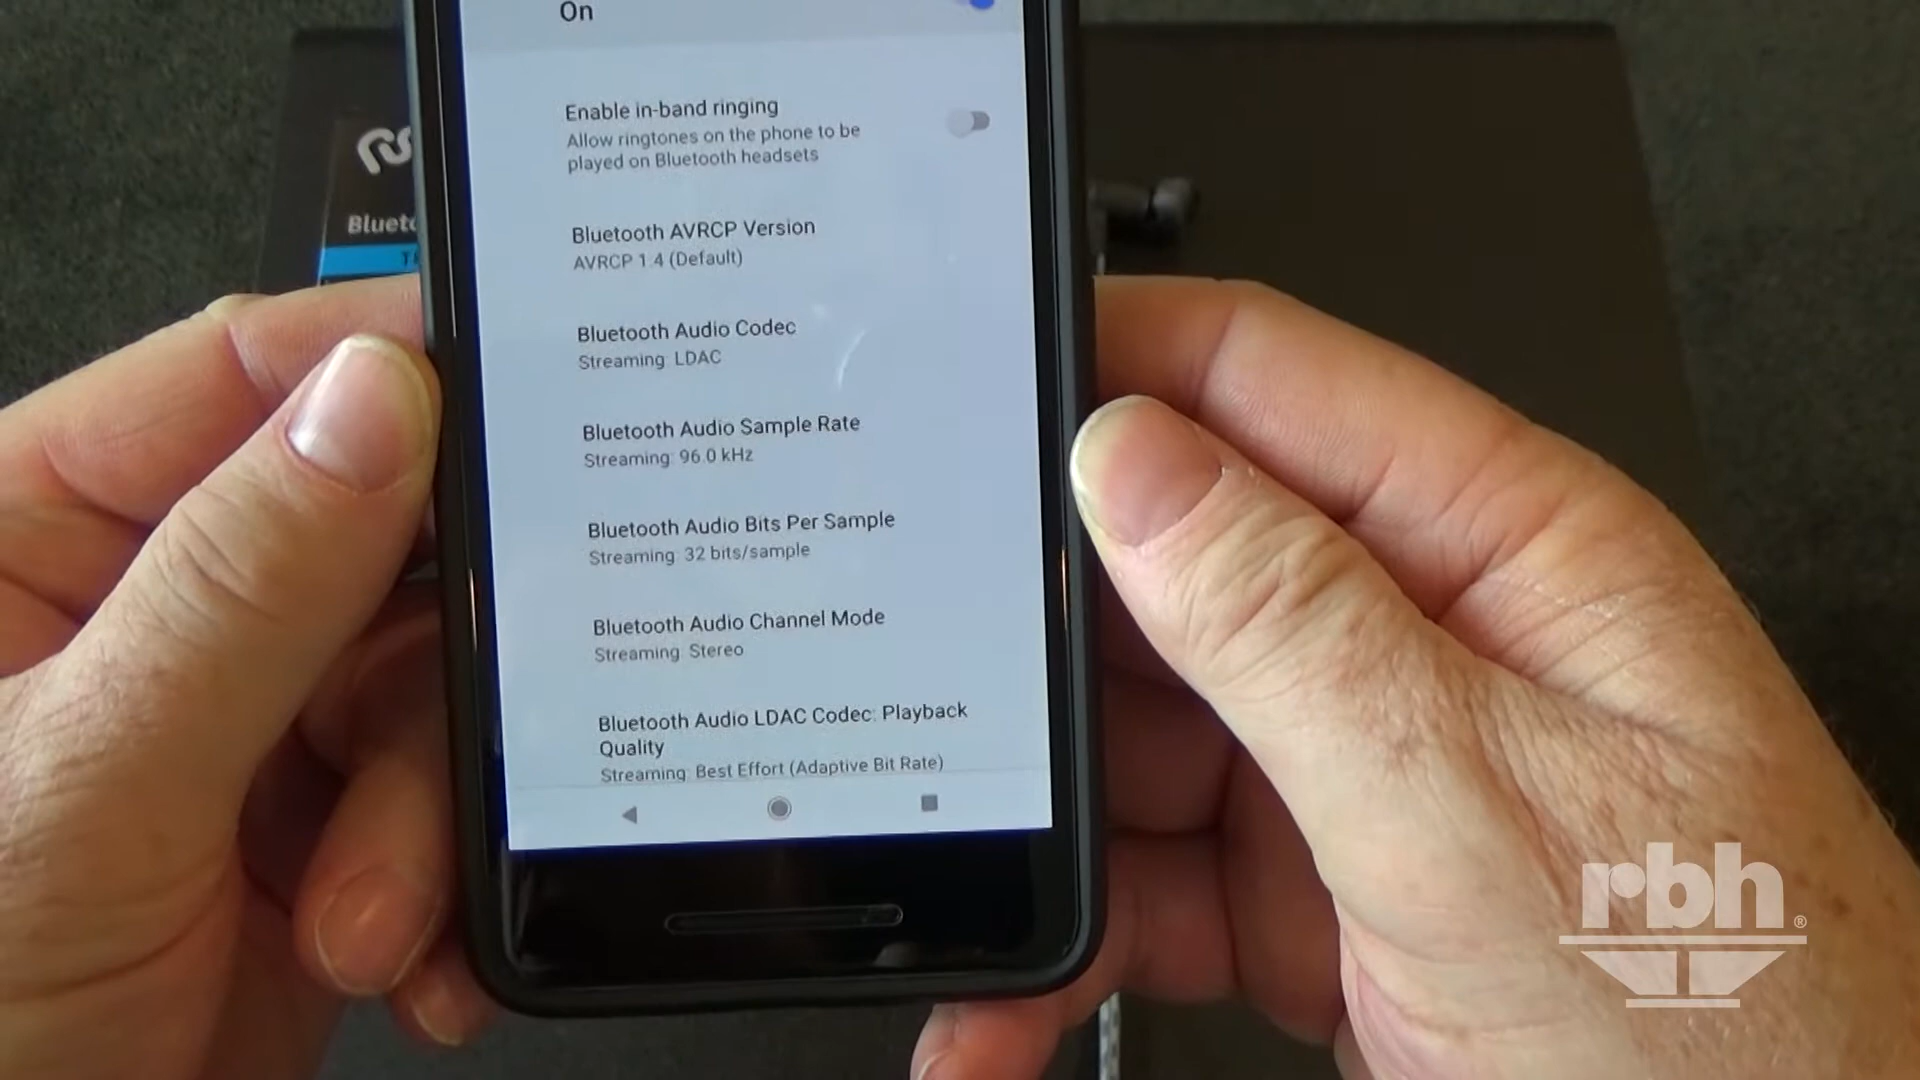 On
Enable in-band ringing
Allow ringtones on the phone to be
played on Bluetooth headsets
Bluetooth AVRCP Version
AVRCP 1.4 (Default)
Bluetooth Audio Codec
Streaming: LDAC
Bluetooth Audio Sample Rate
Streaming: 96.0 kHz
Bluetooth Audio Bits Per Sample
Streaming: 32 bits/sample
Bluetooth Audio Channel Mode
Streaming: Stereo
Bluetooth Audio LDAC Codec: Playback
Quality
Streaming: Best Effort (Adaptive Bit Rate)
rbh®